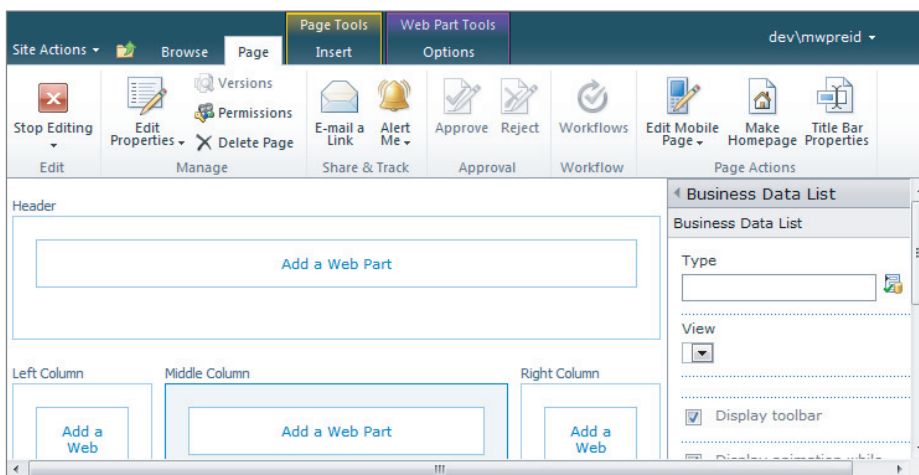 Page Tools Web Part Tools
Site Actions Browse Page Insert Options dev\mwpreid
Stop Editing
Edit Properties
Versions
Permissions
Delete Page
E-mail a Link
Alert Me
Approve Reject
Workflows
Edit Mobile Page
Make Homepage
Title Bar Properties
Edit Manage Share & Track Approval Workflow Page Actions
Header
Add a Web Part
Left Column Middle Column Right Column
Add a Web
Add a Web Part
Add a Web
Business Data List
Business Data List
Type
View
Display toolbar
Display animation while